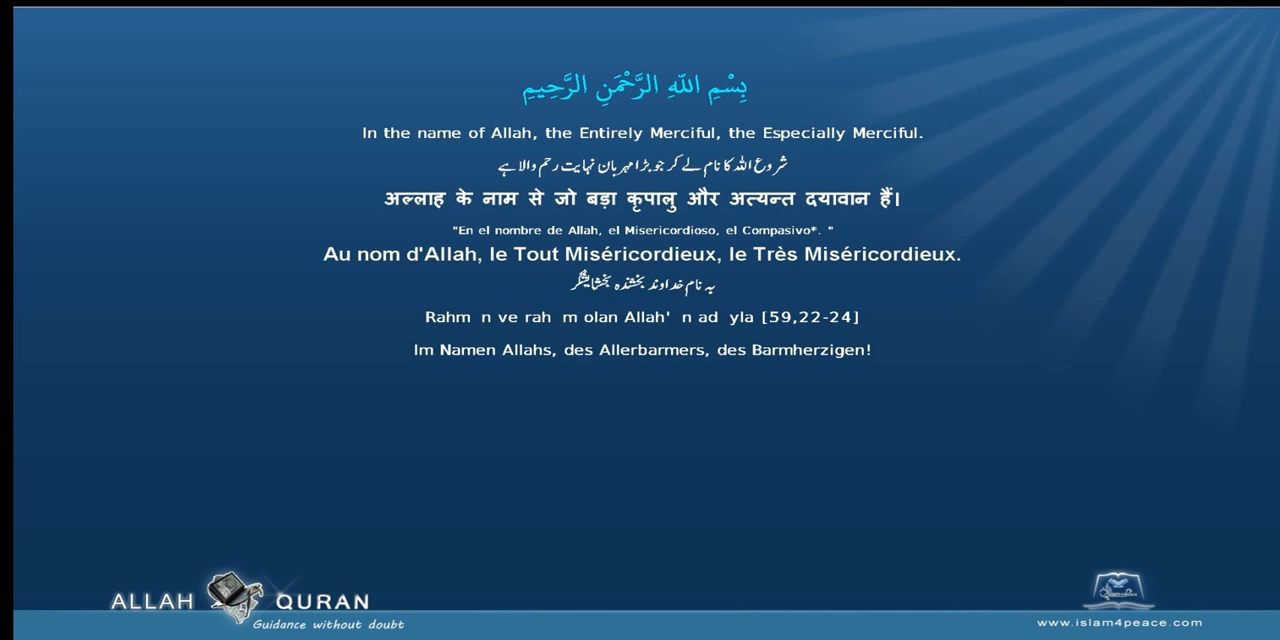 بِسْمِ اللَّهِ الرَّحْمَنِ الرَّحِيمِ
In the name of Allah, the Entirely Merciful, the Especially Merciful.
شروع الله کا نام لے کر جو بڑا مہربان نہایت رحم والا ہے
अल्लाह के नाम से जो बड़ा कृपालु और अत्यन्त दयावान हैं।
"En el nombre de Allah, el Misericordioso, el Compasivo*. "
Au nom d'Allah, le Tout Miséricordieux, le Très Miséricordieux.
به نام خداوند بخشنده بخشایشگر
Rahm n ve rah m olan Allah' n ad yla [59,22-24]
Im Namen Allahs, des Allerbarmers, des Barmherzigen!
ALLAH QURAN
Guidance without doubt
www.islam4peace.com